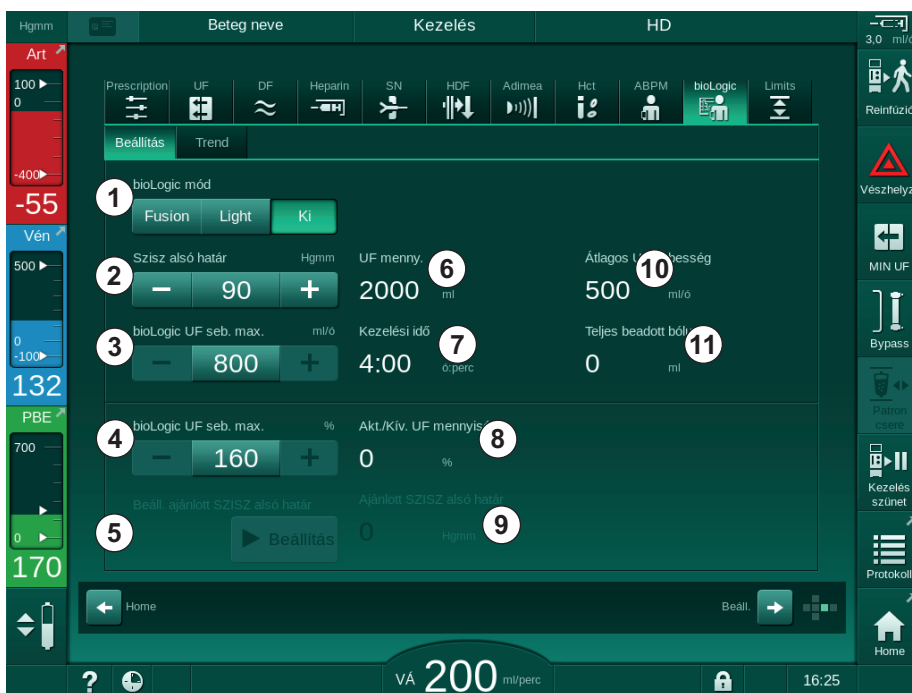 Hgmm
Beteg neve
Kezelés
HD
3,0 ml/ó
Art
100
0
-400
-55
Vén
500
0
-100
132
PBE
700
0
170
Prescription
UF
DF
Heparin
SN
HDF
Adimea
Hct
ABPM
bioLogic
Limits
Beállítás
Trend
bioLogic mód
1
Fusion
Light
Ki
Szisz alsó határ
Hgmm
2
90
UF menny.
6
2000
ml
Átlagos
10
500
ml/ó
bioLogic UF seb. max.
ml/ó
3
800
Kezelési idő
7
4:00
ó:perc
Teljes beadott
11
0
ml
bioLogic UF seb. max.
%
4
160
Akt./Kív. UF
8
0
%
Beáll. ajánlott SZISZ alsó határ
5
Beállítás
Ajánlott SZISZ alsó határ
0
Hgmm
9
Home
Beáll.
Reinfúzió
Vészhelyz
MIN UF
Bypass
Patron
csere
Kezelés
szünet
Protokoll
Home
?
VÁ
200
ml/perc
16:25